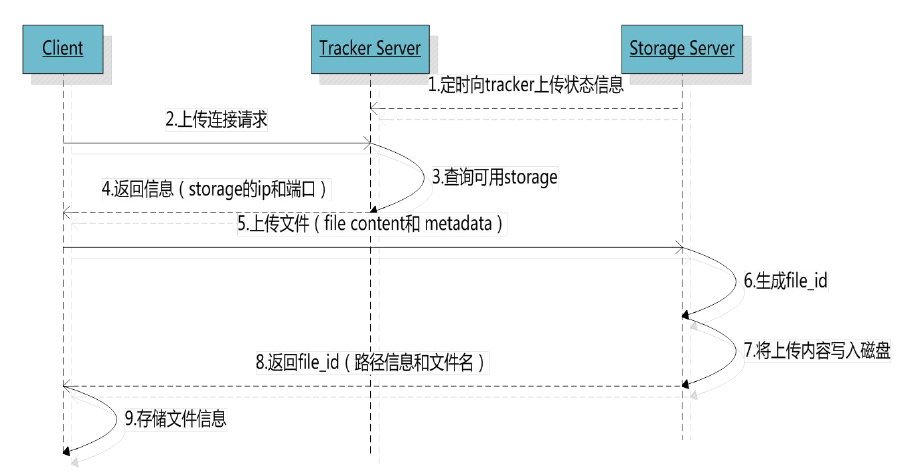 Client
Tracker Server
Storage Server
1.定时向tracker上传状态信息
2.上传连接请求
3.查询可用storage
4.返回信息（storage的ip和端口）
5.上传文件（file content和 metadata）
6.生成file_id
7.将上传内容写入磁盘
8.返回file_id（路径信息和文件名）
9.存储文件信息